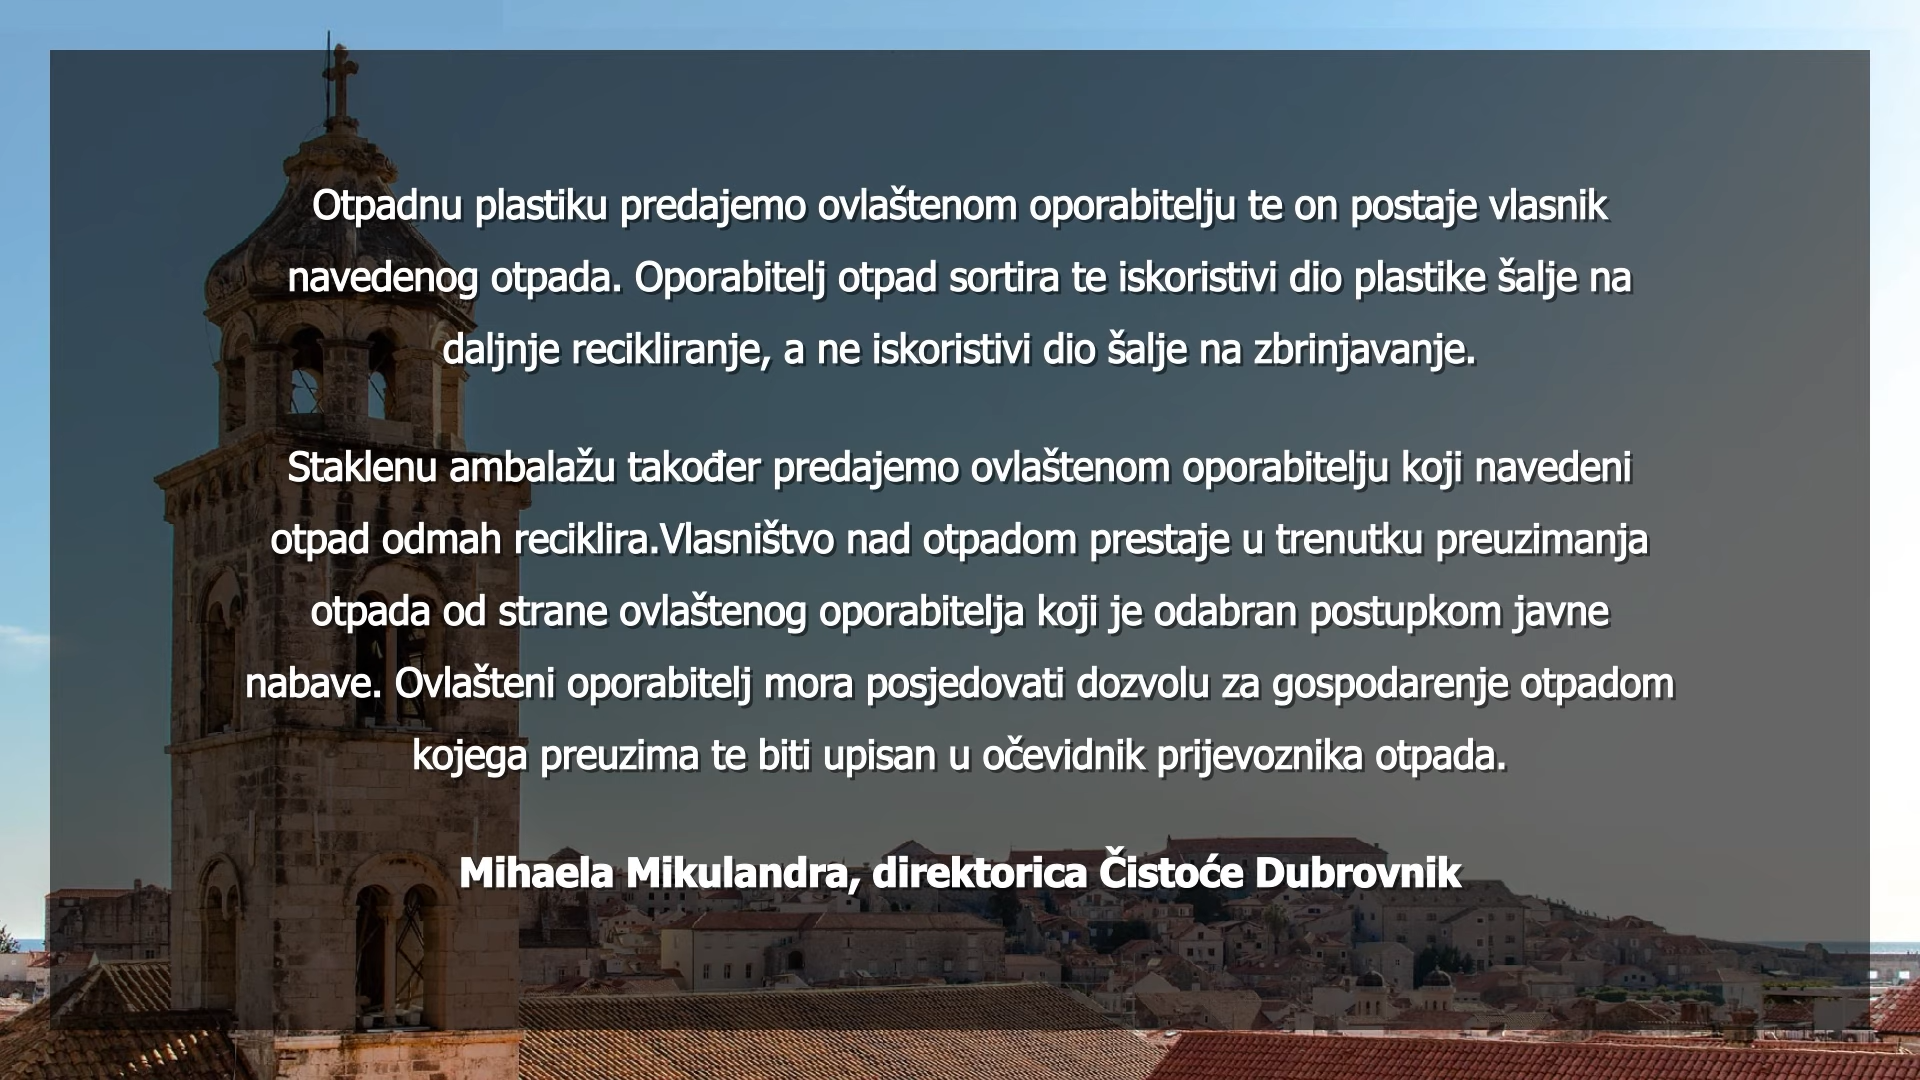 Otpadnu plastiku predajemo ovlaštenom oporabitelju te on postaje vlasnik
navedenog otpada. Oporabitelj otpad sortira te iskoristivi dio plastike šalje na
daljnje recikliranje, a ne iskoristivi dio šalje na zbrinjavanje.
Staklenu ambalažu također predajemo ovlaštenom oporabitelju koji navedeni
otpad odmah reciklira.Vlasništvo nad otpadom prestaje u trenutku preuzimanja
otpada od strane ovlaštenog oporabitelja koji je odabran postupkom javne
nabave. Ovlašteni oporabitelj mora posjedovati dozvolu za gospodarenje otpadom
kojega preuzima te biti upisan u očevidnik prijevoznika otpada.
Mihaela Mikulandra, direktorica Čistoće Dubrovnik